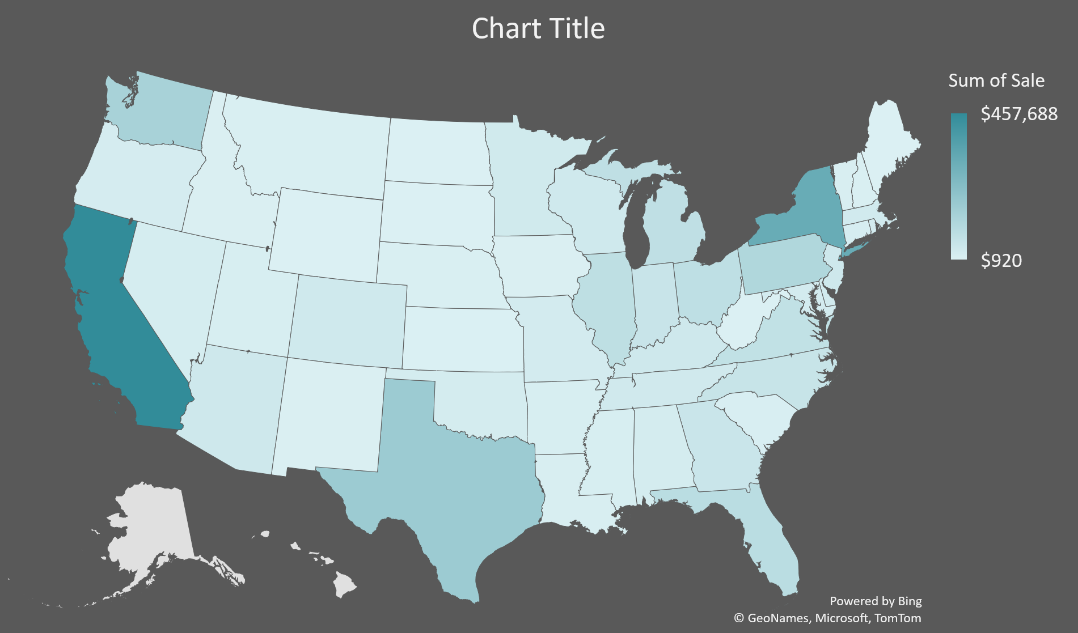 Chart Title
Sum of Sale
$457,688
$920
Powered by Bing
© GeoNames, Microsoft, TomTom